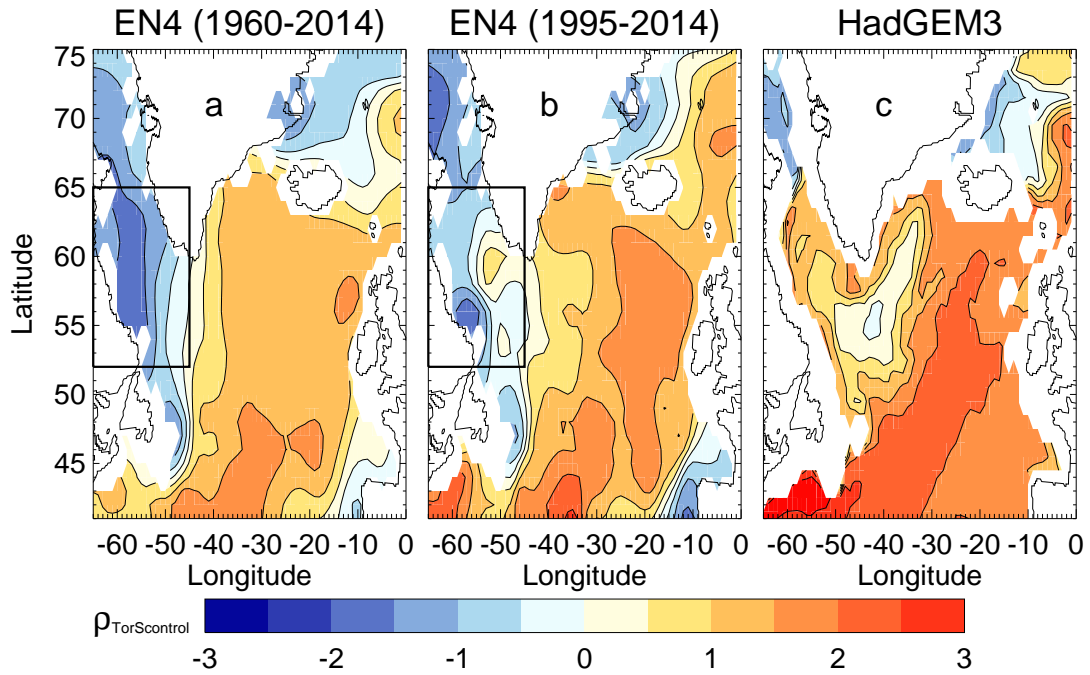 EN4 (1960-2014) EN4 (1995-2014) HadGEM3
75
70
65
60
55
50
45
Latitude
a b c
-60 -50 -40 -30 -20 -10 0 -60 -50 -40 -30 -20 -10 0 -60 -50 -40 -30 -20 -10 0
Longitude Longitude Longitude
ρTorScontrol
-3 -2 -1 0 1 2 3